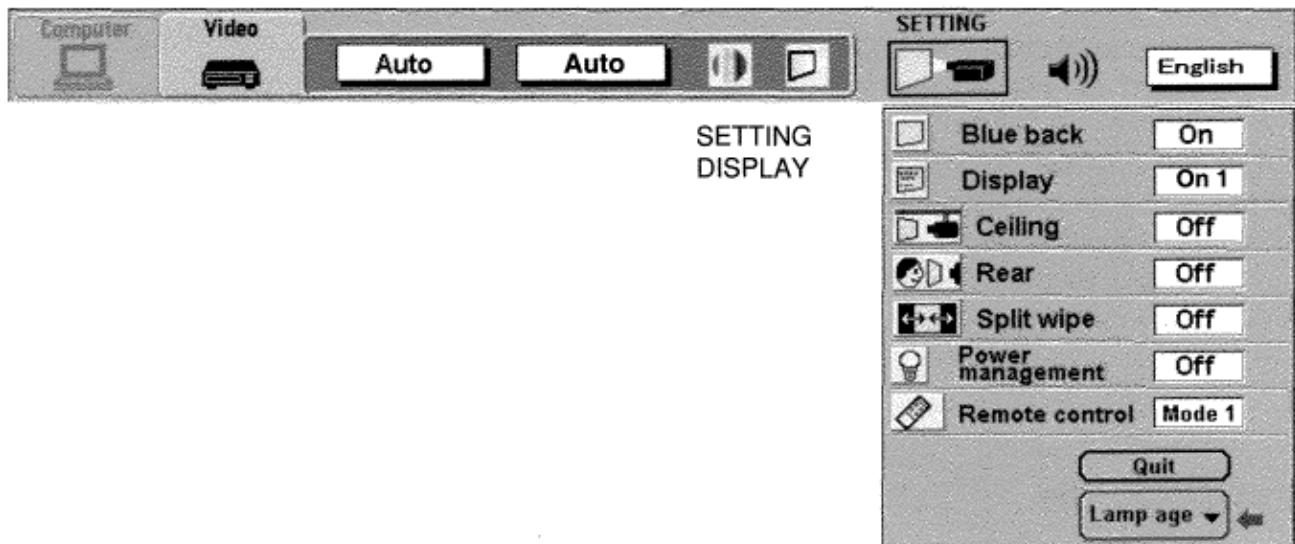 Computer
Video
Auto
Auto
SETTING
English
SETTING
DISPLAY
Blue back On
Display On 1
Ceiling Off
Rear Off
Split wipe Off
Power management Off
Remote control Mode 1
Quit
Lamp age